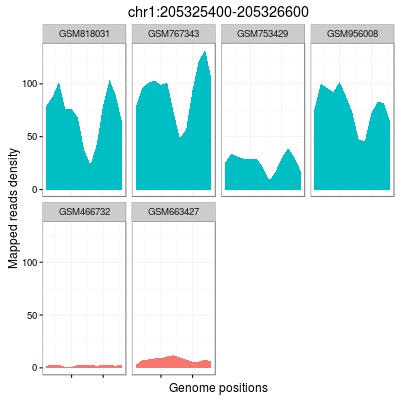 chr1:205325400-205326600
GSM818031 GSM767343 GSM753429 GSM956008
100
50
0
Mapped reads density
GSM466732 GSM663427
100
50
0
Genome positions